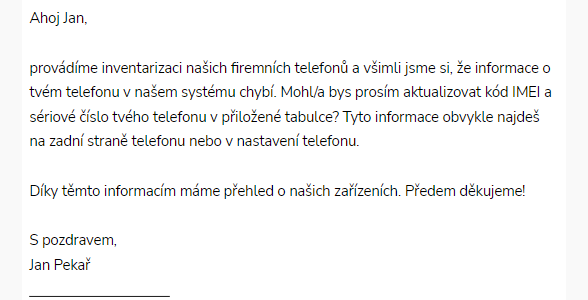 Ahoj Jan,
provádíme inventarizaci našich firemních telefonů a všimli jsme si, že informace o
tvém telefonu v našem systému chybí. Mohl/a bys prosím aktualizovat kód IMEI a
sériové číslo tvého telefonu v přiložené tabulce? Tyto informace obvykle najdeš
na zadní straně telefonu nebo v nastavení telefonu.
Díky těmto informacím máme přehled o našich zařízeních. Předem děkujeme!
S pozdravem,
Jan Pekař